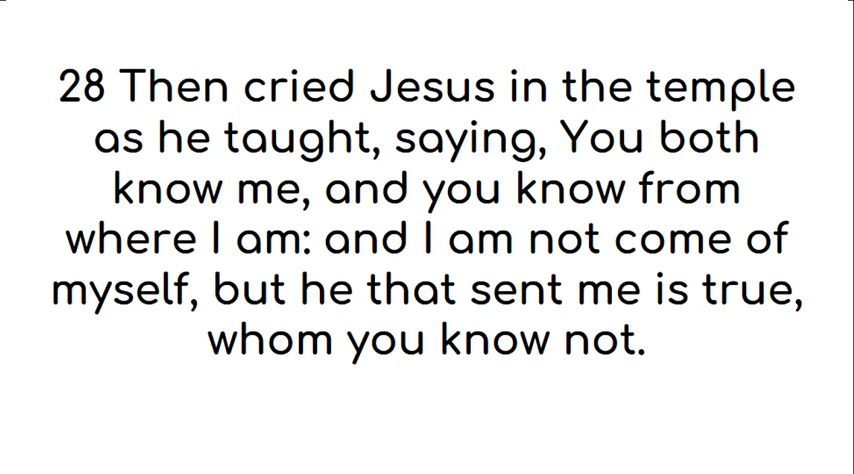 28 Then cried Jesus in the temple
as he taught, saying, You both
know me, and you know from
where I am: and I am not come of
myself, but he that sent me is true,
whom you know not.